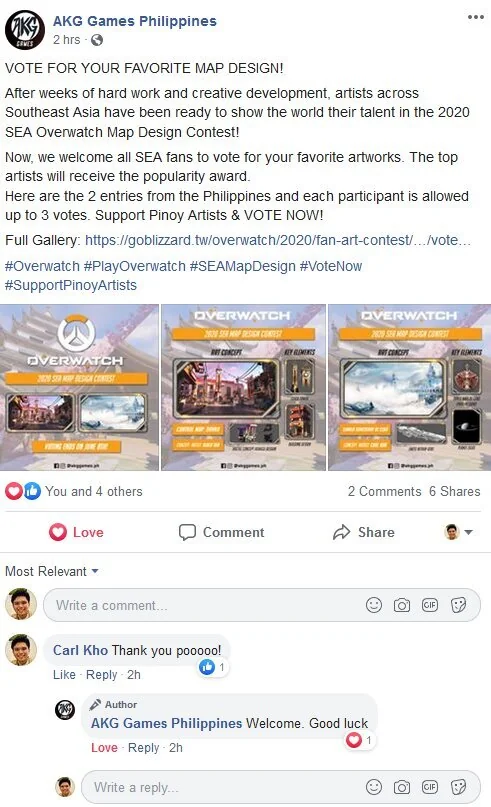 AKG GAMES
AKG Games Philippines
2 hrs ·
VOTE FOR YOUR FAVORITE MAP DESIGN!
After weeks of hard work and creative development, artists across
Southeast Asia have been ready to show the world their talent in the 2020
SEA Overwatch Map Design Contest!
Now, we welcome all SEA fans to vote for your favorite artworks. The top
artists will receive the popularity award.
Here are the 2 entries from the Philippines and each participant is allowed
up to 3 votes. Support Pinoy Artists & VOTE NOW!
Full Gallery: https://goblizzard.tw/overwatch/2020/fan-art-contest/…/vote…
#Overwatch #PlayOverwatch #SEAMapDesign #VoteNow
#SupportPinoyArtists
OVERWATCH
2020 SEA MAP DESIGN CONTEST
VOTING ENDS ON JUNE 8TH!
@akggames.ph
OVERWATCH
2020 SEA MAP DESIGN CONTEST
ART CONCEPT KEY ELEMENTS
@akggames.ph
OVERWATCH
2020 SEA MAP DESIGN CONTEST
ART CONCEPT KEY ELEMENTS
@akggames.ph
You and 4 others 2 Comments 6 Shares
Love Comment Share
Most Relevant
Write a comment...
GIF
Carl Kho Thank you pooooo!
1
Like · Reply · 2h
Author
AKG Games Philippines Welcome. Good luck
1
Love · Reply · 2h
Write a reply...
GIF